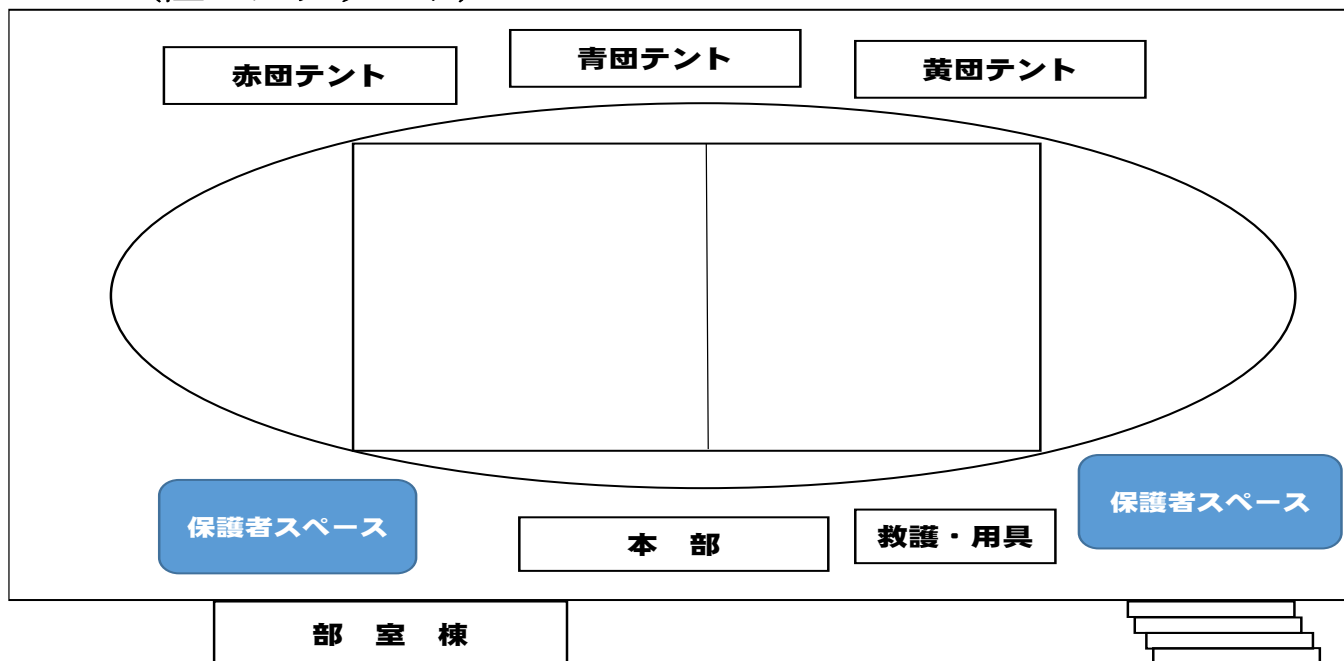 赤団テント
青団テント
黄団テント
保護者スペース
保護者スペース
本　部
救護・用具
部　室　棟